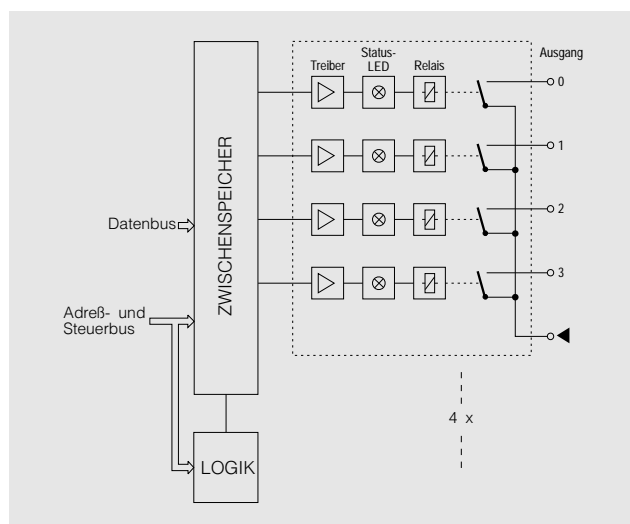 Status-
LED
Treiber
Relais
Ausgang
0
1
2
3
ZWISCHENSPEICHER
Datenbus
Adreß- und
Steuerbus
4 x
LOGIK